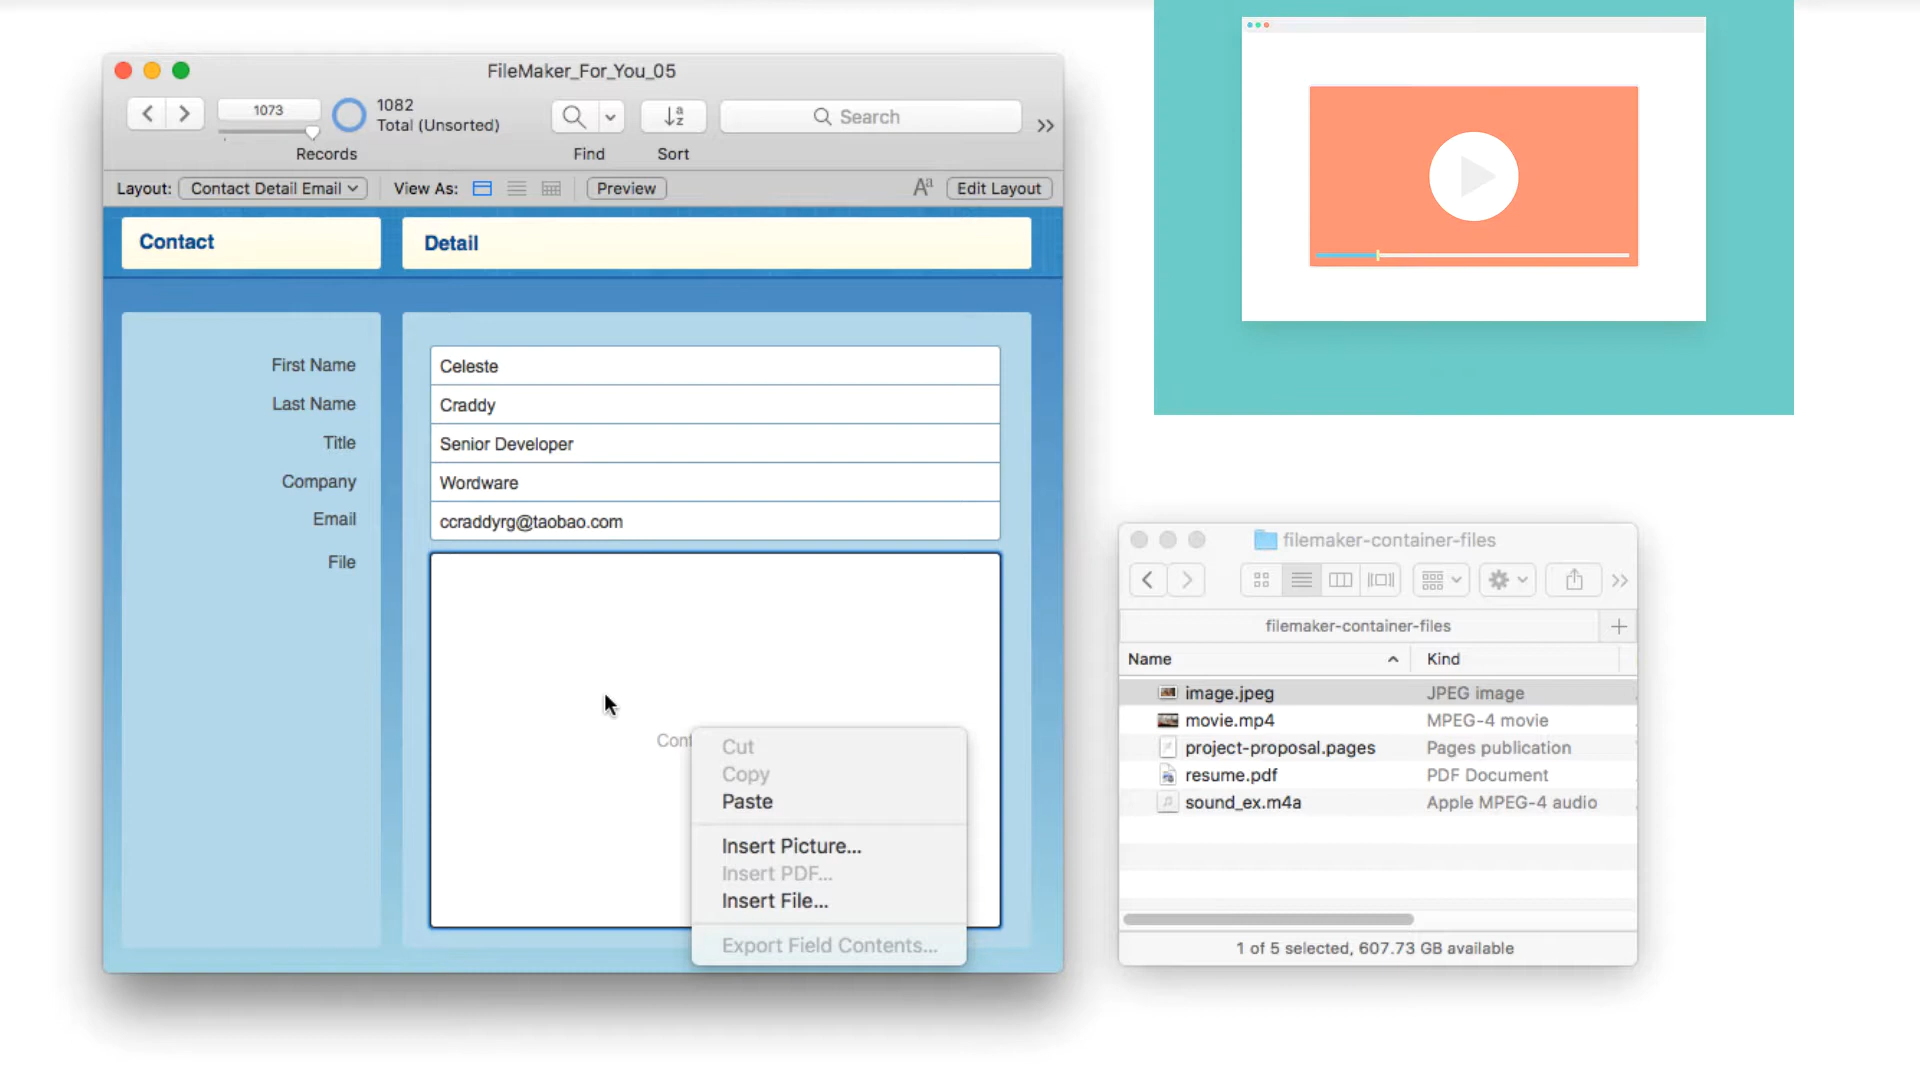 FileMaker_For_You_05
1073
1082
Total (Unsorted)
Search
Records
Find
Sort
Layout:
Contact Detail Email
View As:
Preview
Aa
Edit Layout
Contact
Detail
First Name
Celeste
Last Name
Craddy
Title
Senior Developer
Company
Wordware
Email
ccraddyrg@taobao.com
File
Cont
Cut
Copy
Paste
Insert Picture...
Insert PDF...
Insert File...
Export Field Contents...
filemaker-container-files
filemaker-container-files
Name
Kind
image.jpeg
JPEG image
movie.mp4
MPEG-4 movie
project-proposal.pages
Pages publication
resume.pdf
PDF Document
sound_ex.m4a
Apple MPEG-4 audio
1 of 5 selected, 607.73 GB available